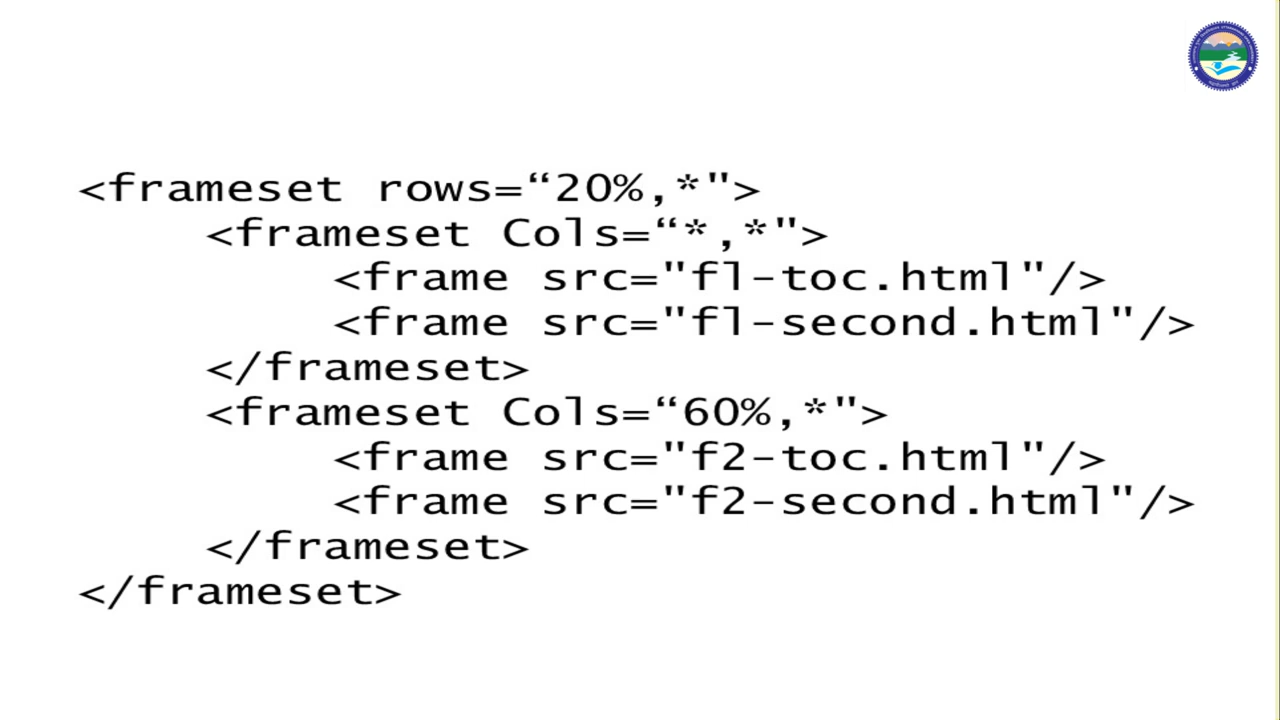 <frameset rows=“20%,*">
<frameset Cols=“*,*">
<frame src="f1-toc.html"/>
<frame src="f1-second.html"/>
</frameset>
<frameset Cols=“60%,*">
<frame src="f2-toc.html"/>
<frame src="f2-second.html"/>
</frameset>
</frameset>